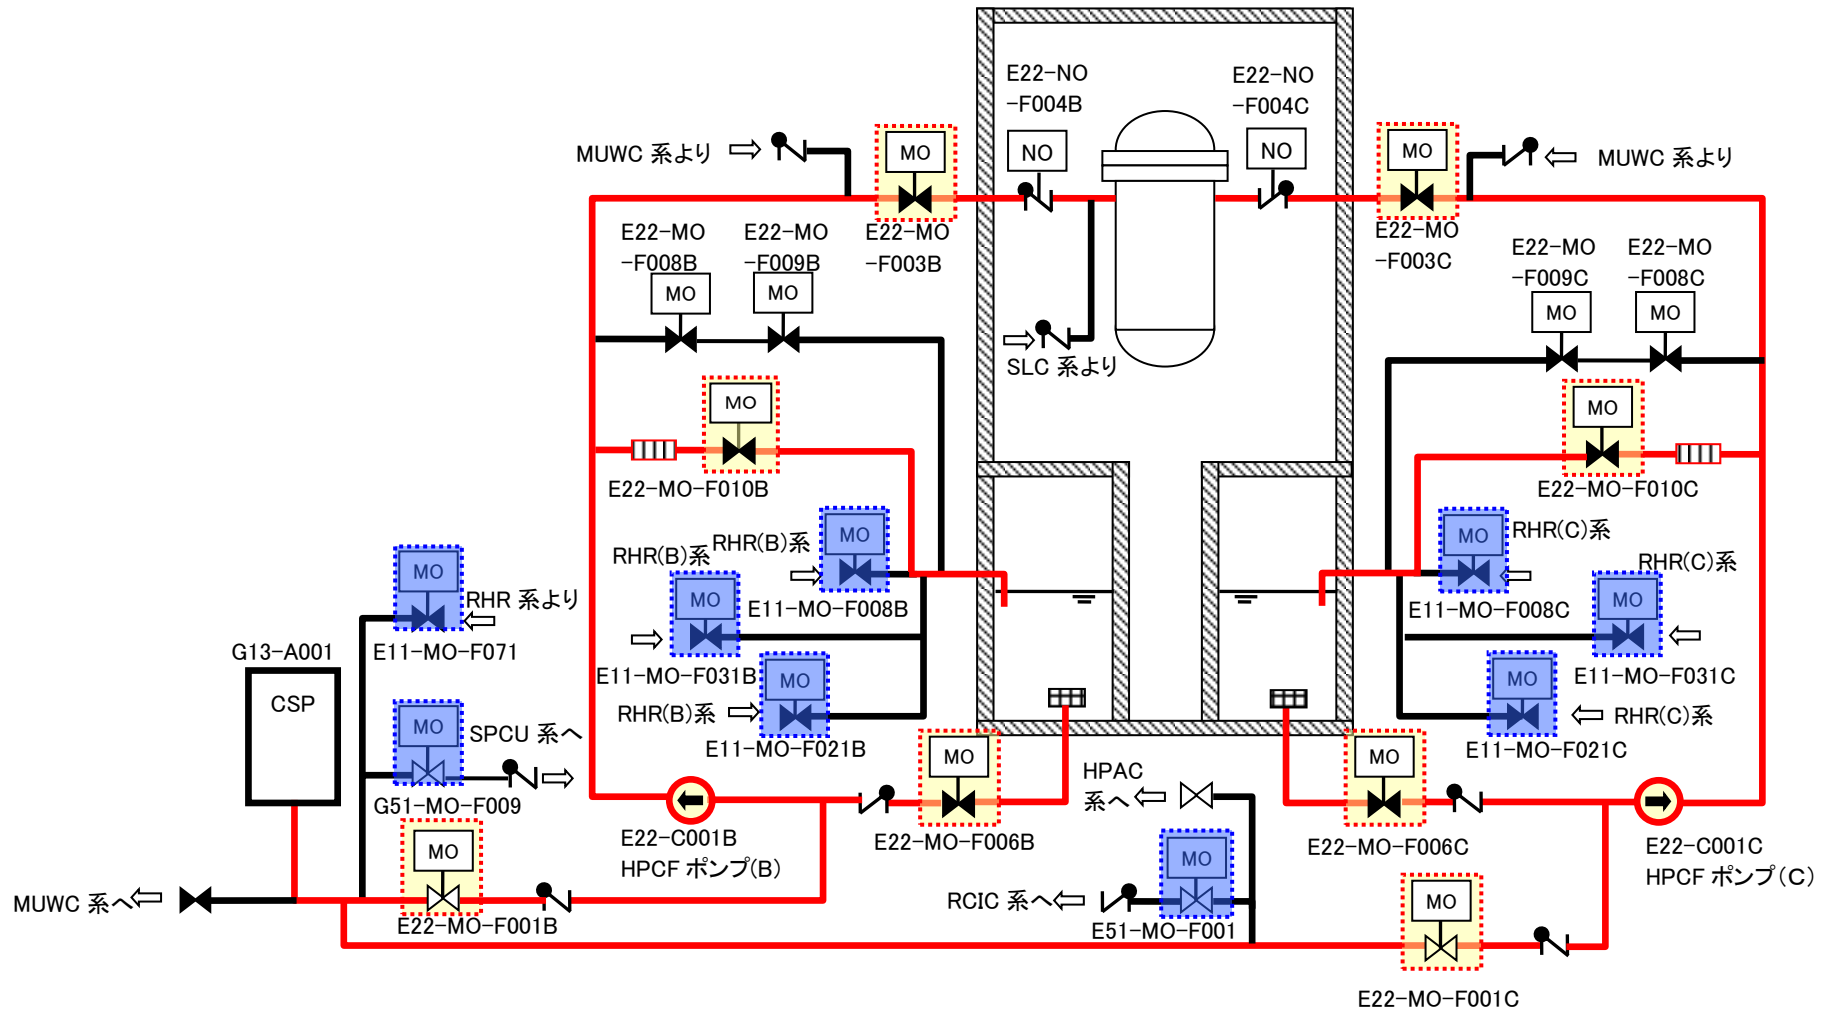 E22-NO
-F004B
E22-NO
-F004C
NO
NO
MUWC 系より
MO
MO
MUWC 系より
E22-MO
-F008B
E22-MO
-F009B
E22-MO
-F003B
E22-MO
-F003C
E22-MO
-F009C
E22-MO
-F008C
MO
MO
MO
MO
SLC 系より
MO
MO
E22-MO-F010B
E22-MO-F010C
RHR(B)系
RHR(B)系
MO
MO
RHR(C)系
RHR(C)系
MO
RHR 系より
MO
E11-MO-F008B
E11-MO-F008C
MO
G13-A001
E11-MO-F071
E11-MO-F031B
E11-MO-F031C
CSP
MO
SPCU 系へ
RHR(B)系
MO
MO
RHR(C)系
E11-MO-F021B
E11-MO-F021C
G51-MO-F009
MO
HPAC
系へ
MO
E22-C001B
HPCF ポンプ(B)
E22-MO-F006B
E22-MO-F006C
E22-C001C
HPCF ポンプ(C)
MO
MO
MUWC 系へ
E22-MO-F001B
RCIC 系へ
E51-MO-F001
MO
E22-MO-F001C